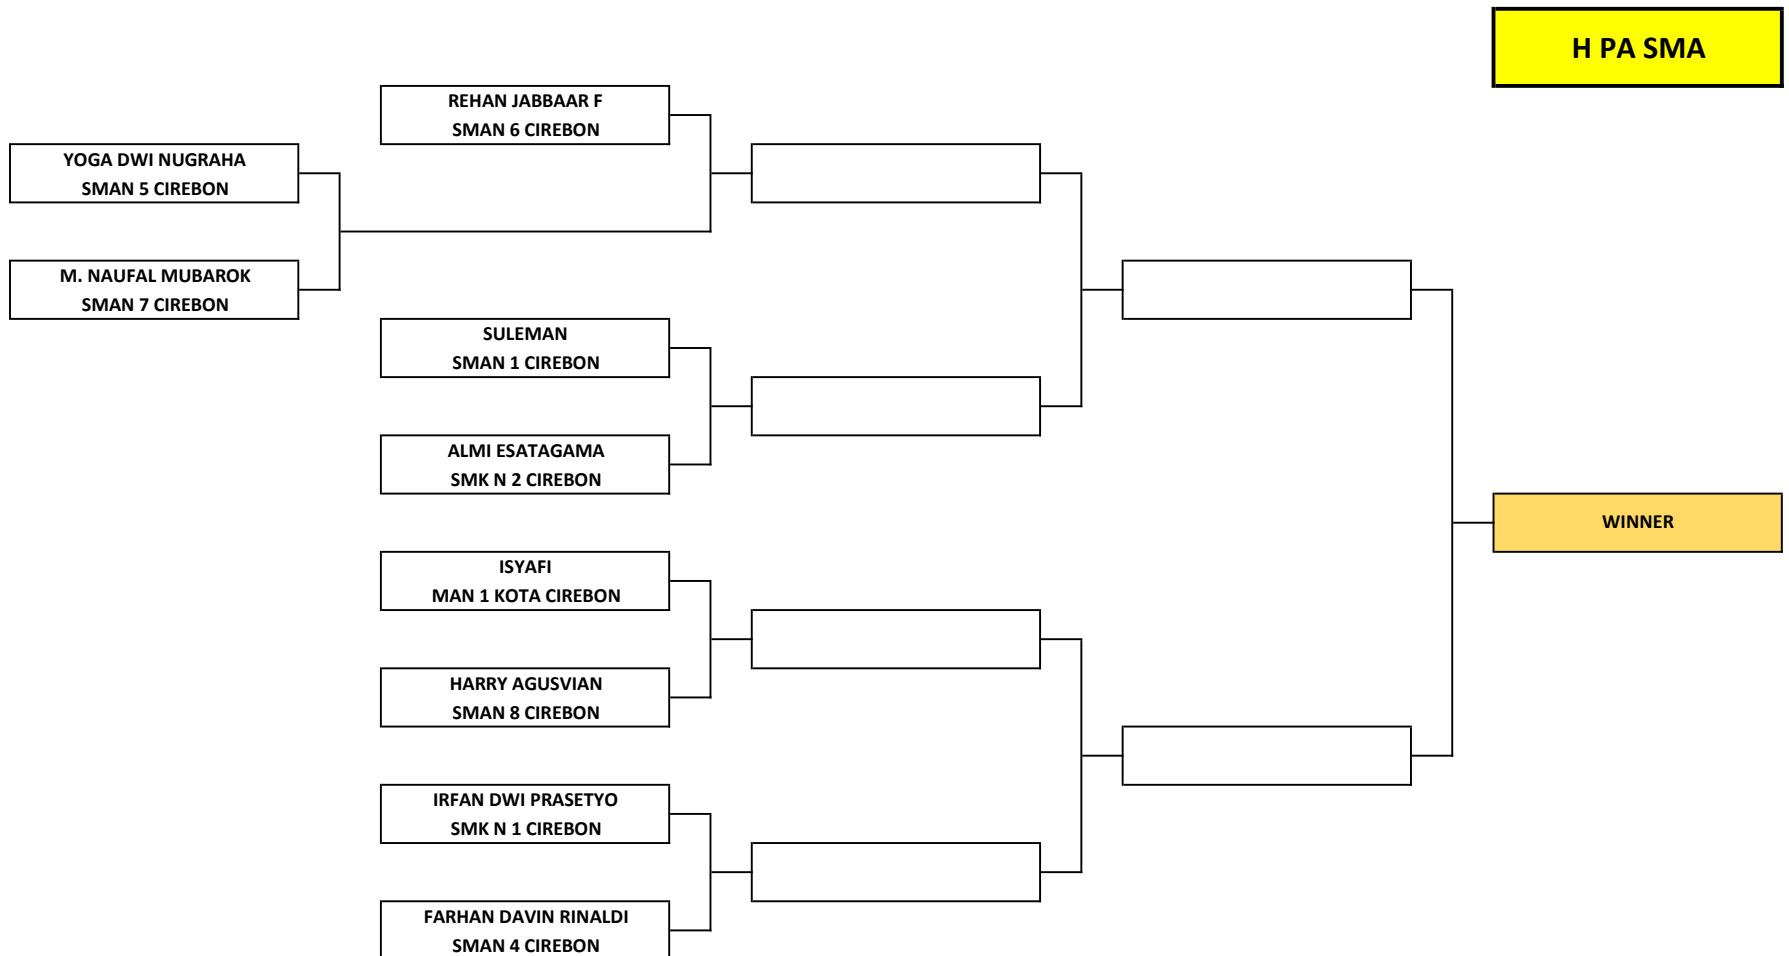 H PA SMA
REHAN JABBAAR F
SMAN 6 CIREBON
YOGA DWI NUGRAHA
SMAN 5 CIREBON
M. NAUFAL MUBAROK
SMAN 7 CIREBON
SULEMAN
SMAN 1 CIREBON
ALMI ESATAGAMA
SMK N 2 CIREBON
WINNER
ISYAFI
MAN 1 KOTA CIREBON
HARRY AGUSVIAN
SMAN 8 CIREBON
IRFAN DWI PRASETYO
SMK N 1 CIREBON
FARHAN DAVIN RINALDI
SMAN 4 CIREBON